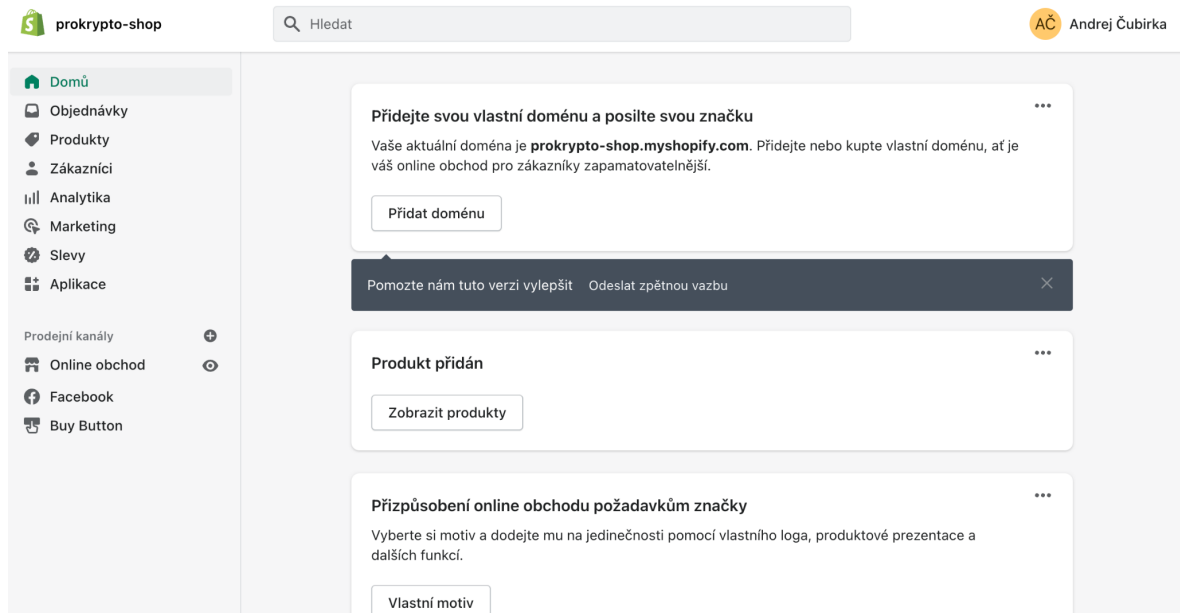 prokrypto-shop
Hledat
AČ
Andrej Čubirka
Domů
Objednávky
Produkty
Zákazníci
Analytika
Marketing
Slevy
Aplikace
Prodejní kanály
Online obchod
Facebook
Buy Button
Přidejte svou vlastní doménu a posilte svou značku
Vaše aktuální doména je prokrypto-shop.myshopify.com. Přidejte nebo kupte vlastní doménu, ať je
váš online obchod pro zákazníky zapamatovatelnější.
Přidat doménu
Pomozte nám tuto verzi vylepšit Odeslat zpětnou vazbu
Produkt přidán
Zobrazit produkty
Přizpůsobení online obchodu požadavkům značky
Vyberte si motiv a dodejte mu na jedinečnosti pomocí vlastního loga, produktové prezentace a
dalších funkcí.
Vlastní motiv